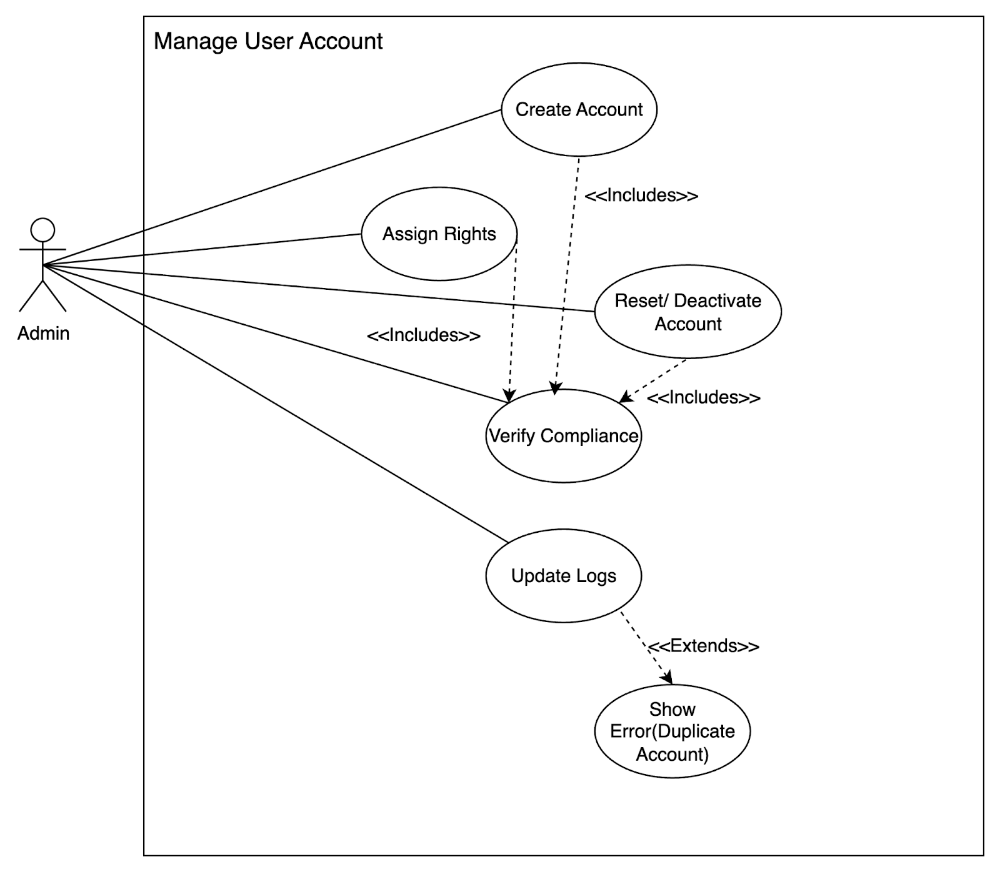 Manage User Account
Create Account
<<Includes>>
Assign Rights
Reset/ Deactivate
Account
Admin
<<Includes>>
<<Includes>>
Verify Compliance
Update Logs
<<Extends>>
Show
Error(Duplicate
Account)